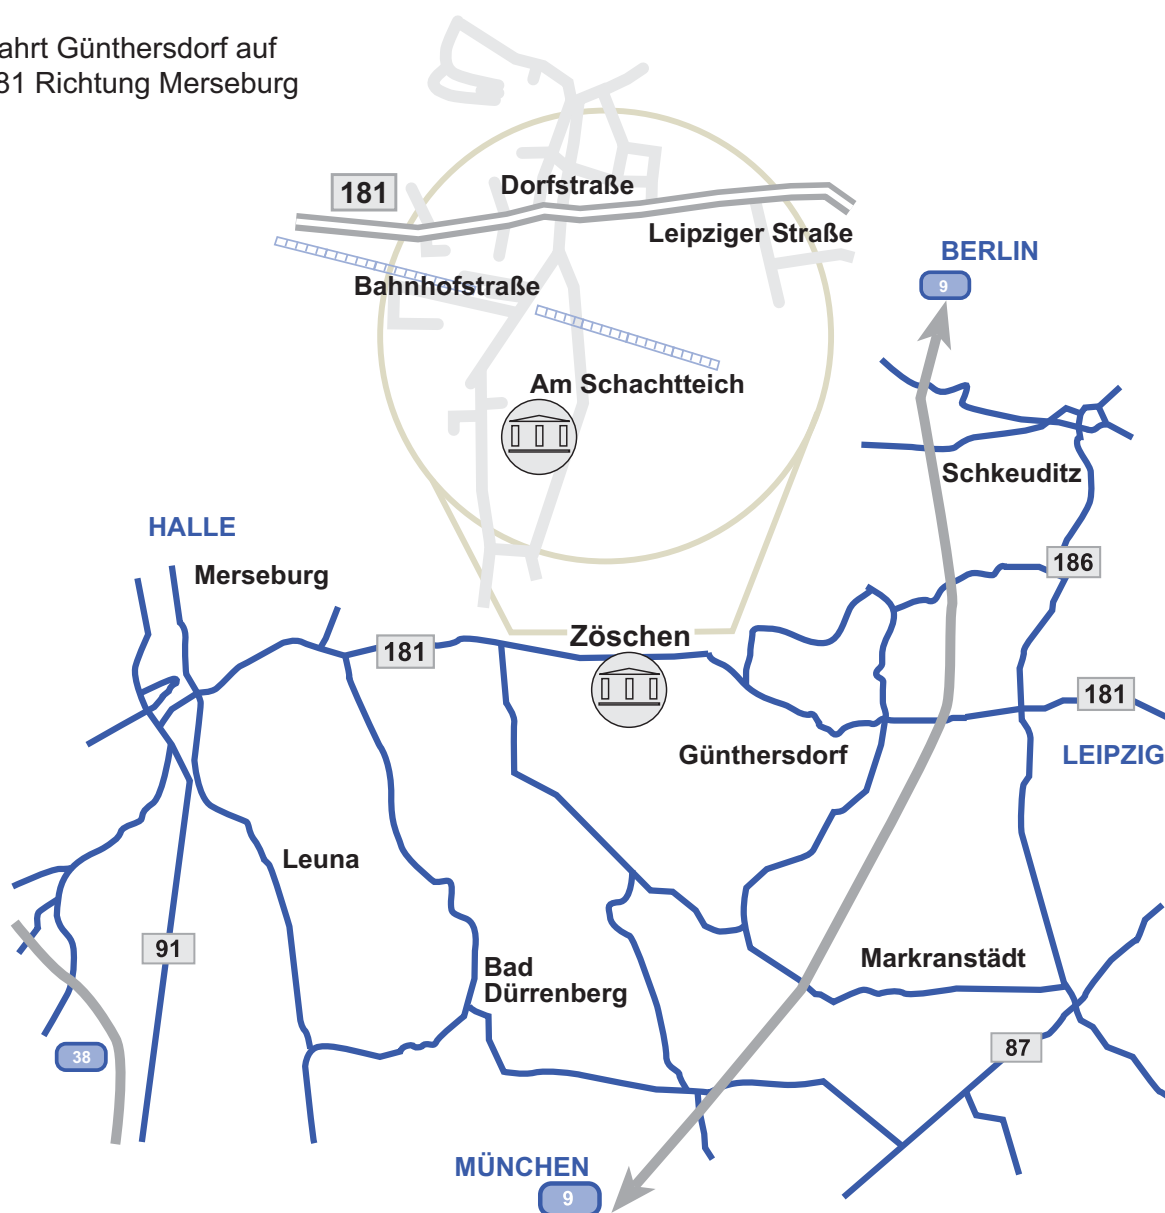 ahrt Günthersdorf auf
81 Richtung Merseburg
181
Dorfstraße
Leipziger Straße
Bahnhofstraße
Am Schachtteich
BERLIN
9
Schkeuditz
HALLE
Merseburg
186
Zöschen
181
181
Günthersdorf
LEIPZIG
Leuna
91
Bad
Dürrenberg
Markranstädt
38
87
MÜNCHEN
9